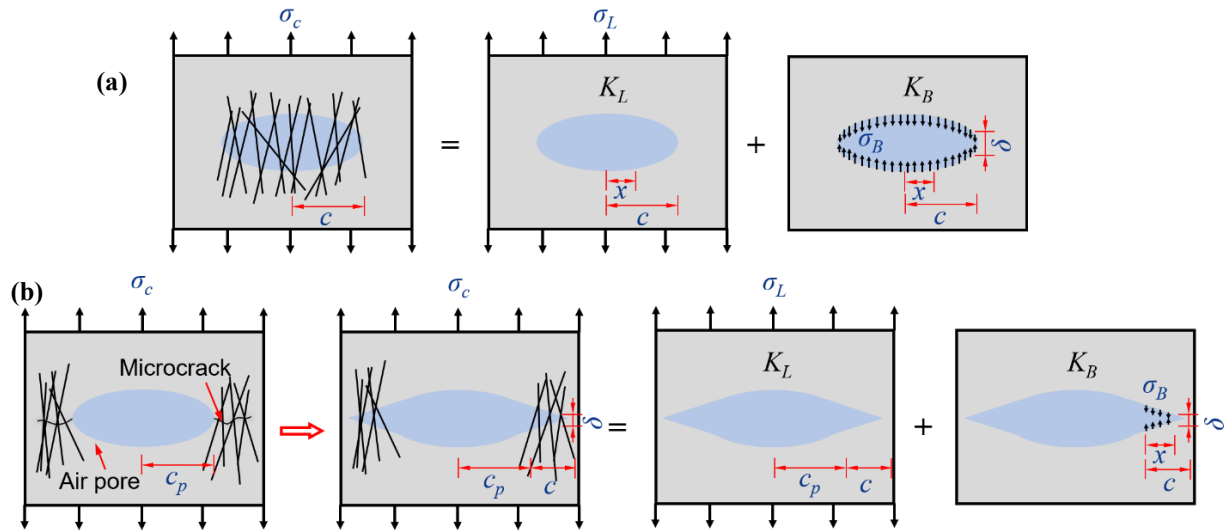 σc σL
(a)
KL KB
= +
σB δ
x x
c c c
(b)
σc σc σL
Microcrack
KL KB
σB
δ = + δ
x
Air pore
cp cp c cp c c